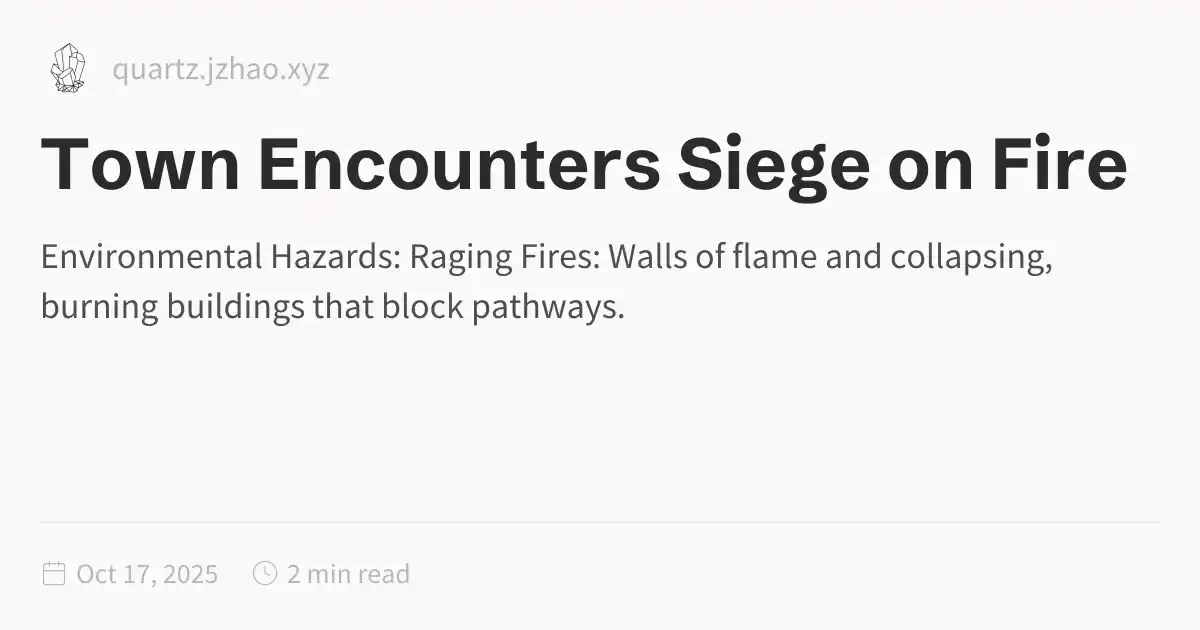 quartz.jzhao.xyz
Town Encounters Siege on Fire
Environmental Hazards: Raging Fires: Walls of flame and collapsing,
burning buildings that block pathways.
Oct 17, 2025 2 min read